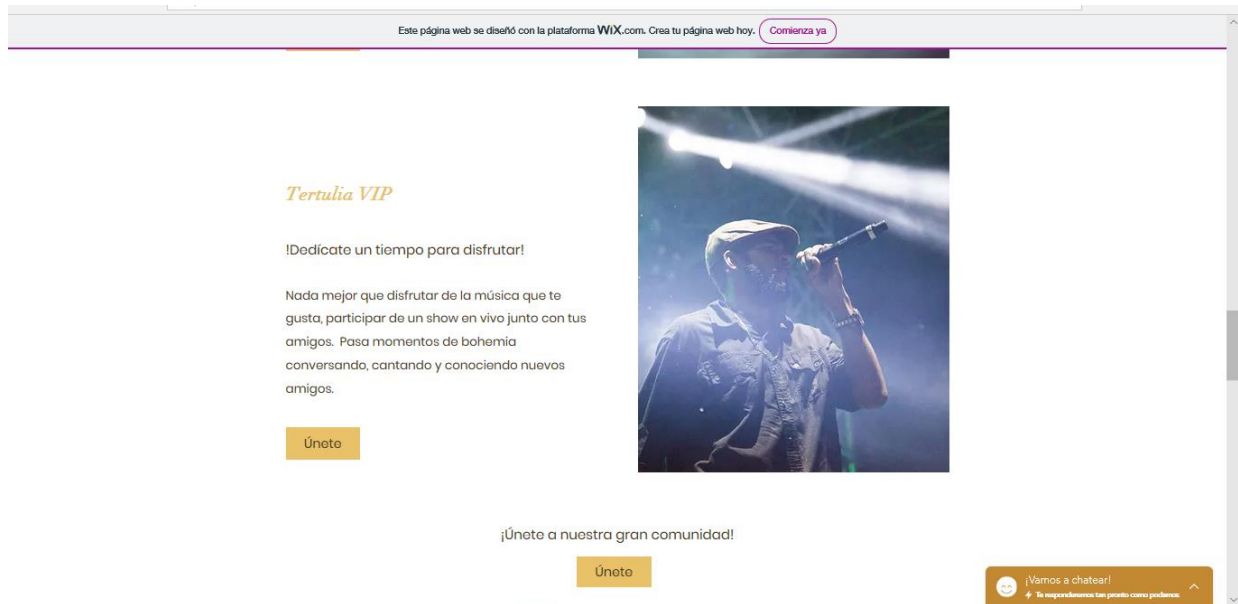 Este página web se diseñó con la plataforma WiX.com. Crea tu página web hoy. Comienza ya
Tertulia VIP
!Dedícate un tiempo para disfrutar!
Nada mejor que disfrutar de la música que te
gusta, participar de un show en vivo junto con tus
amigos. Pasa momentos de bohemia
conversando, cantando y conociendo nuevos
amigos.
Únete
¡Únete a nuestra gran comunidad!
Únete
¡Vamos a chatear!
Te responderemos tan pronto como podamos